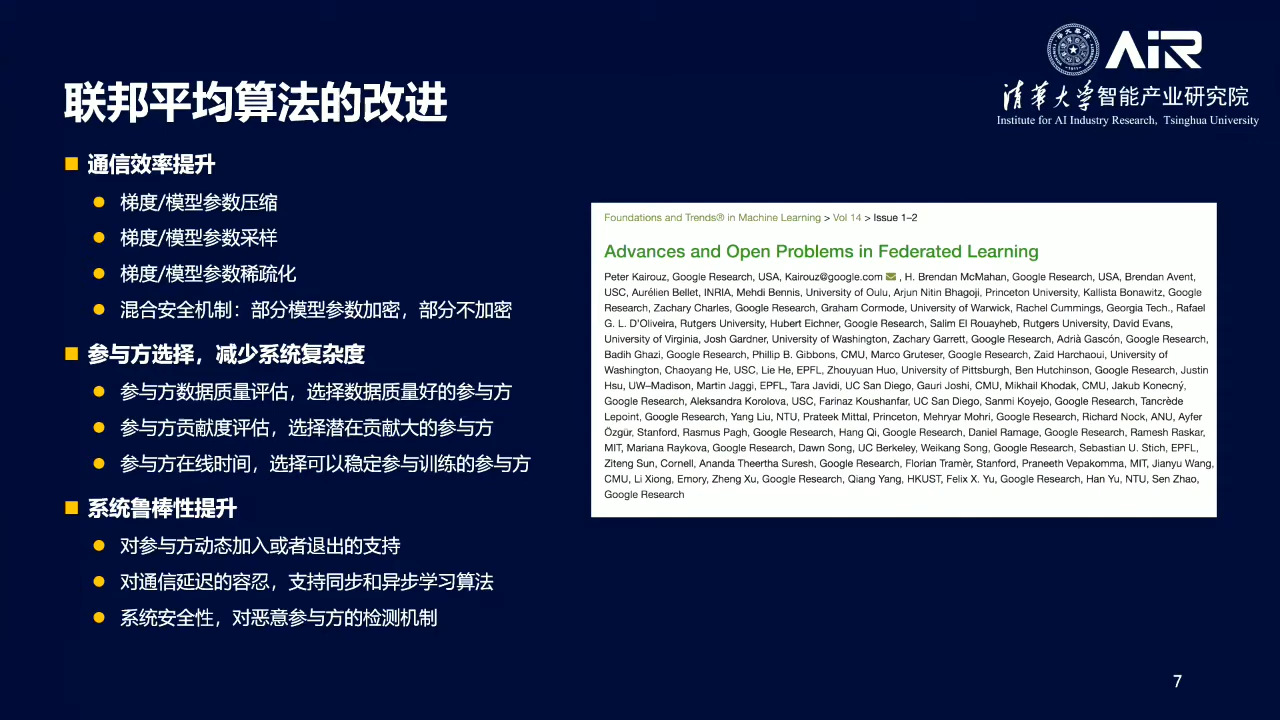 AIR
清华大学智能产业研究院
Institute for AI Industry Research, Tsinghua University
联邦平均算法的改进
通信效率提升
梯度/模型参数压缩
梯度/模型参数采样
梯度/模型参数稀疏化
混合安全机制：部分模型参数加密，部分不加密
参与方选择，减少系统复杂度
参与方数据质量评估，选择数据质量好的参与方
参与方贡献度评估，选择潜在贡献大的参与方
参与方在线时间，选择可以稳定参与训练的参与方
系统鲁棒性提升
对参与方动态加入或者退出的支持
对通信延迟的容忍，支持同步和异步学习算法
系统安全性，对恶意参与方的检测机制
Foundations and Trends® in Machine Learning > Vol 14 > Issue 1–2
Advances and Open Problems in Federated Learning
Peter Kairouz, Google Research, USA, Kairouz@google.com , H. Brendan McMahan, Google Research, USA, Brendan Avent,
USC, Aurélien Bellet, INRIA, Mehdi Bennis, University of Oulu, Arjun Nitin Bhagoji, Princeton University, Kallista Bonawitz, Google
Research, Zachary Charles, Google Research, Graham Cormode, University of Warwick, Rachel Cummings, Georgia Tech., Rafael
G. L. D'Oliveira, Rutgers University, Hubert Eichner, Google Research, Salim El Rouayheb, Rutgers University, David Evans,
University of Virginia, Josh Gardner, University of Washington, Zachary Garrett, Google Research, Adrià Gascón, Google Research,
Badih Ghazi, Google Research, Phillip B. Gibbons, CMU, Marco Gruteser, Google Research, Zaid Harchaoui, University of
Washington, Chaoyang He, USC, Lie He, EPFL, Zhouyuan Huo, University of Pittsburgh, Ben Hutchinson, Google Research, Justin
Hsu, UW–Madison, Martin Jaggi, EPFL, Tara Javidi, UC San Diego, Gauri Joshi, CMU, Mikhail Khodak, CMU, Jakub Konecný,
Google Research, Aleksandra Korolova, USC, Farinaz Koushanfar, UC San Diego, Sanmi Koyejo, Google Research, Tancrède
Lepoint, Google Research, Yang Liu, NTU, Prateek Mittal, Princeton, Mehryar Mohri, Google Research, Richard Nock, ANU, Ayfer
Özgür, Stanford, Rasmus Pagh, Google Research, Hang Qi, Google Research, Daniel Ramage, Google Research, Ramesh Raskar,
MIT, Mariana Raykova, Google Research, Dawn Song, UC Berkeley, Weikang Song, Google Research, Sebastian U. Stich, EPFL,
Ziteng Sun, Cornell, Ananda Theertha Suresh, Google Research, Florian Tramèr, Stanford, Praneeth Vepakomma, MIT, Jianyu Wang,
CMU, Li Xiong, Emory, Zheng Xu, Google Research, Qiang Yang, HKUST, Felix X. Yu, Google Research, Han Yu, NTU, Sen Zhao,
Google Research
7